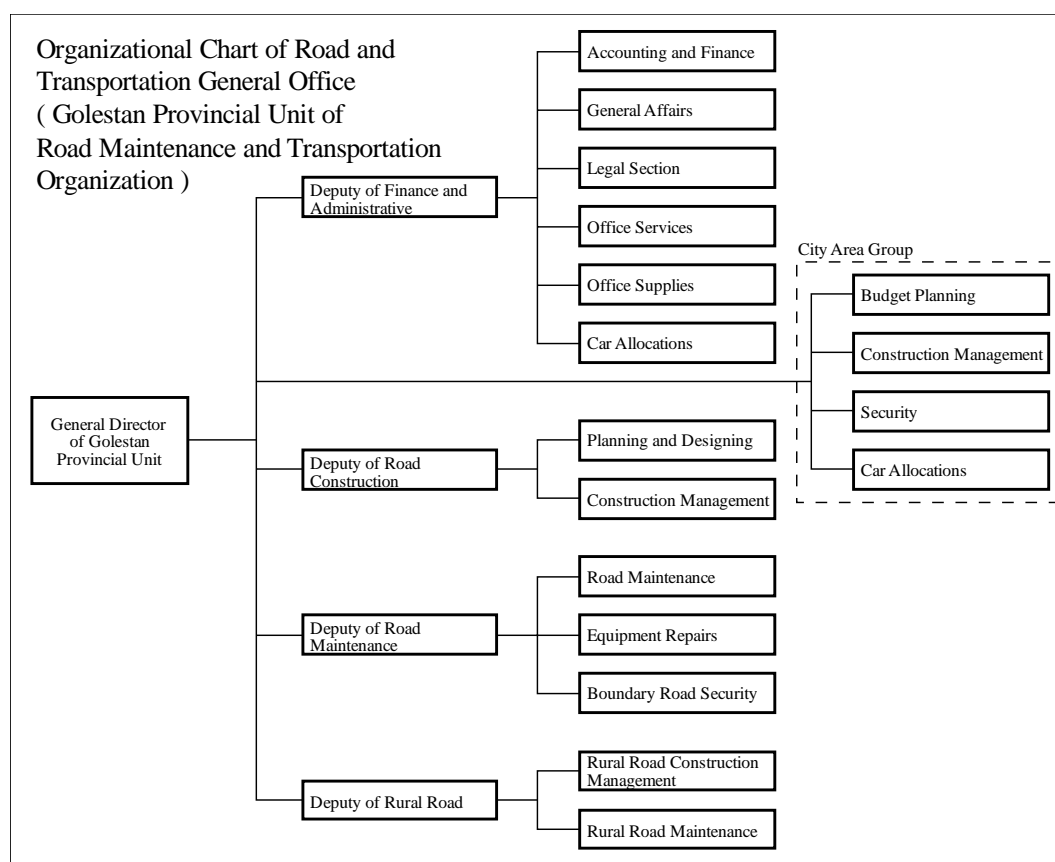 Organizational Chart of Road and
Transportation General Office
( Golestan Provincial Unit of
Road Maintenance and Transportation
Organization )
General Director
of Golestan
Provincial Unit
Deputy of Finance and
Administrative
Accounting and Finance
General Affairs
Legal Section
Office Services
Office Supplies
Car Allocations
City Area Group
Budget Planning
Construction Management
Security
Car Allocations
Deputy of Road
Construction
Planning and Designing
Construction Management
Deputy of Road
Maintenance
Road Maintenance
Equipment Repairs
Boundary Road Security
Deputy of Rural Road
Rural Road Construction
Management
Rural Road Maintenance